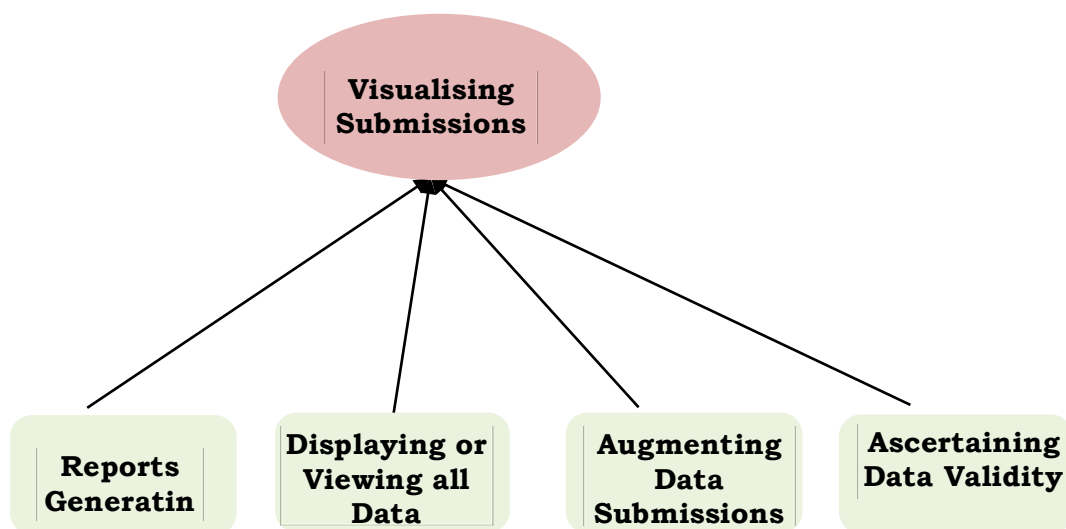 Visualising
Submissions
Reports
Generatin
Displaying or
Viewing all
Data
Augmenting
Data
Submissions
Ascertaining
Data Validity